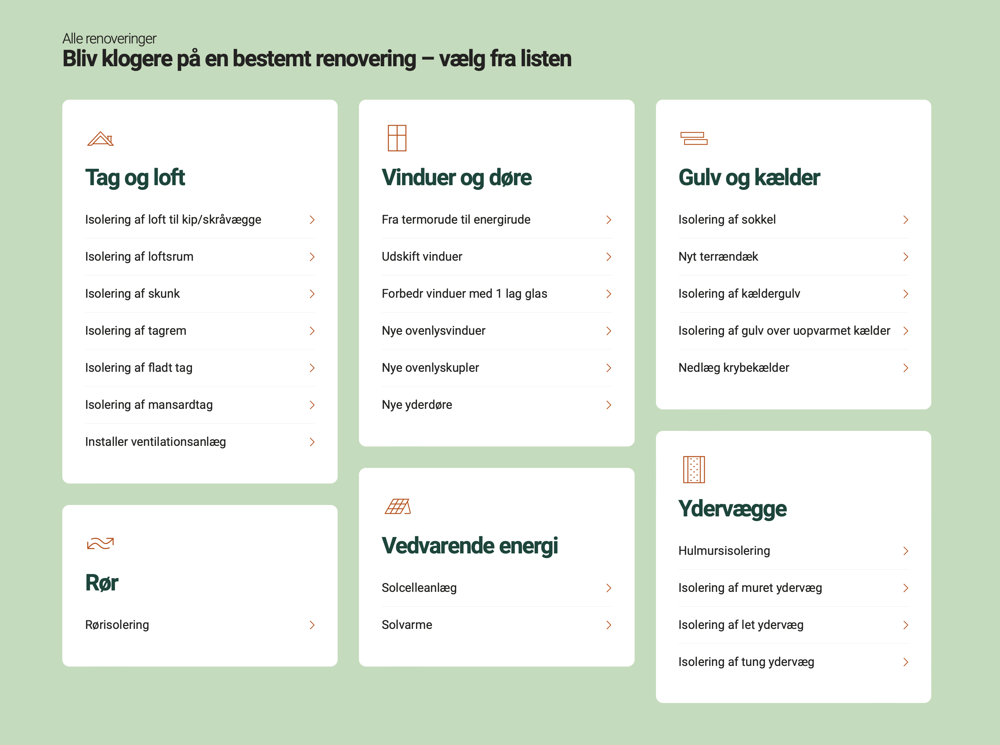 Alle renoveringer
Bliv klogere på en bestemt renovering – vælg fra listen
Tag og loft
Isolering af loft til kip/skråvægge
Isolering af loftsrum
Isolering af skunk
Isolering af tagrem
Isolering af fladt tag
Isolering af mansardtag
Installer ventilationsanlæg
Rør
Rørisolering
Vinduer og døre
Fra termorude til energirude
Udskift vinduer
Forbedr vinduer med 1 lag glas
Nye ovenlysvinduer
Nye ovenlyskupler
Nye yderdøre
Vedvarende energi
Solcelleanlæg
Solvarme
Gulv og kælder
Isolering af sokkel
Nyt terrændæk
Isolering af kældergulv
Isolering af gulv over uopvarmet kælder
Nedlæg krybekælder
Ydervægge
Hulmursisolering
Isolering af muret ydervæg
Isolering af let ydervæg
Isolering af tung ydervæg